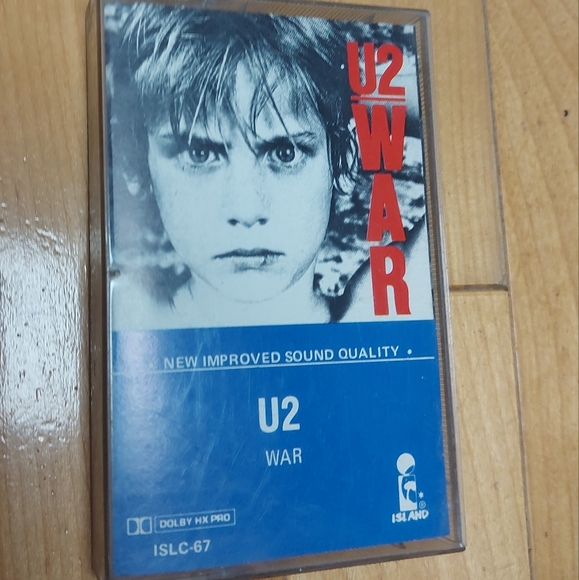 U2
WAR
• NEW IMPROVED SOUND QUALITY •
U2
WAR
ISLAND
®
DOLBY HX PRO
ISLC-67